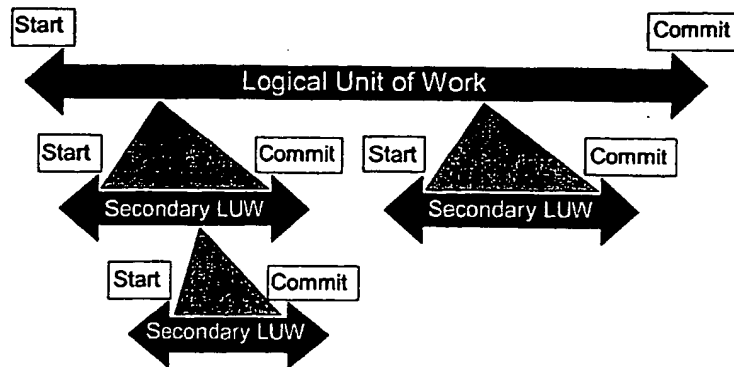 Start
Commit
Logical Unit of Work
Start
Commit
Start
Commit
Secondary LUW
Secondary LUW
Start
Commit
Secondary LUW